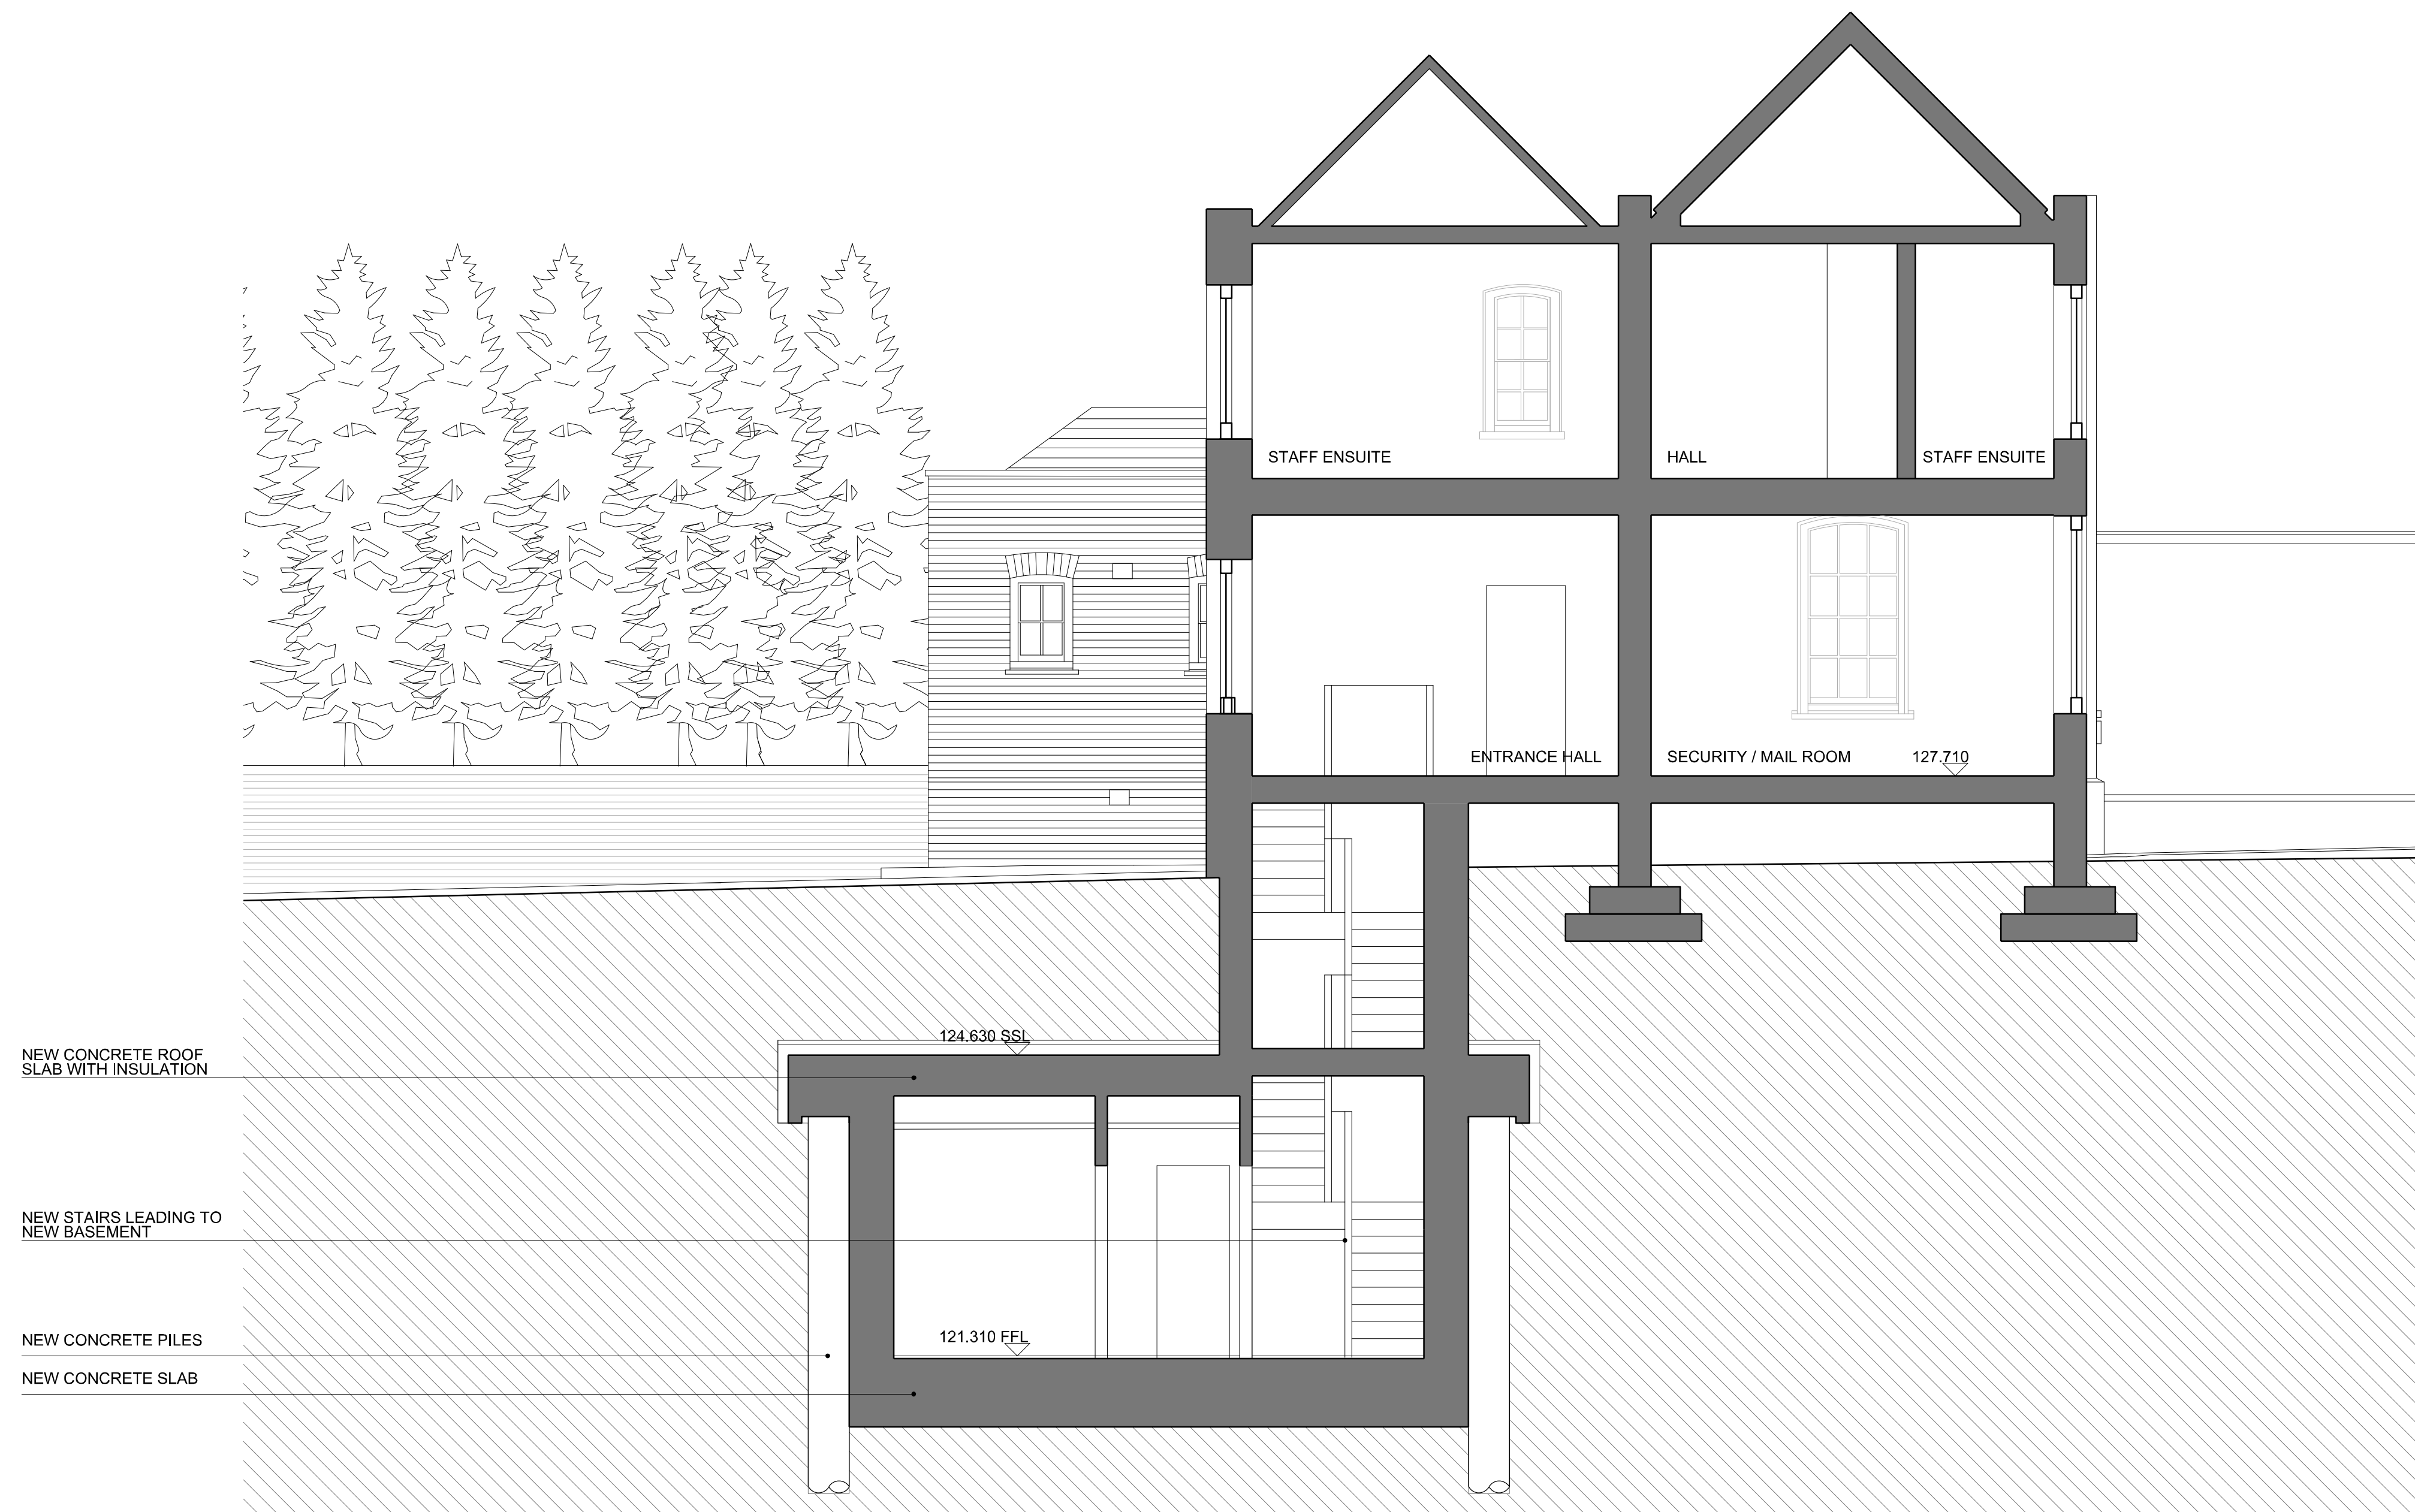 STAFF ENSUITE
HALL
STAFF ENSUITE
ENTRANCE HALL
SECURITY / MAIL ROOM
127.710
124.630 SSL
NEW CONCRETE ROOF
SLAB WITH INSULATION
NEW STAIRS LEADING TO
NEW BASEMENT
121.310 FFL
NEW CONCRETE PILES
NEW CONCRETE SLAB